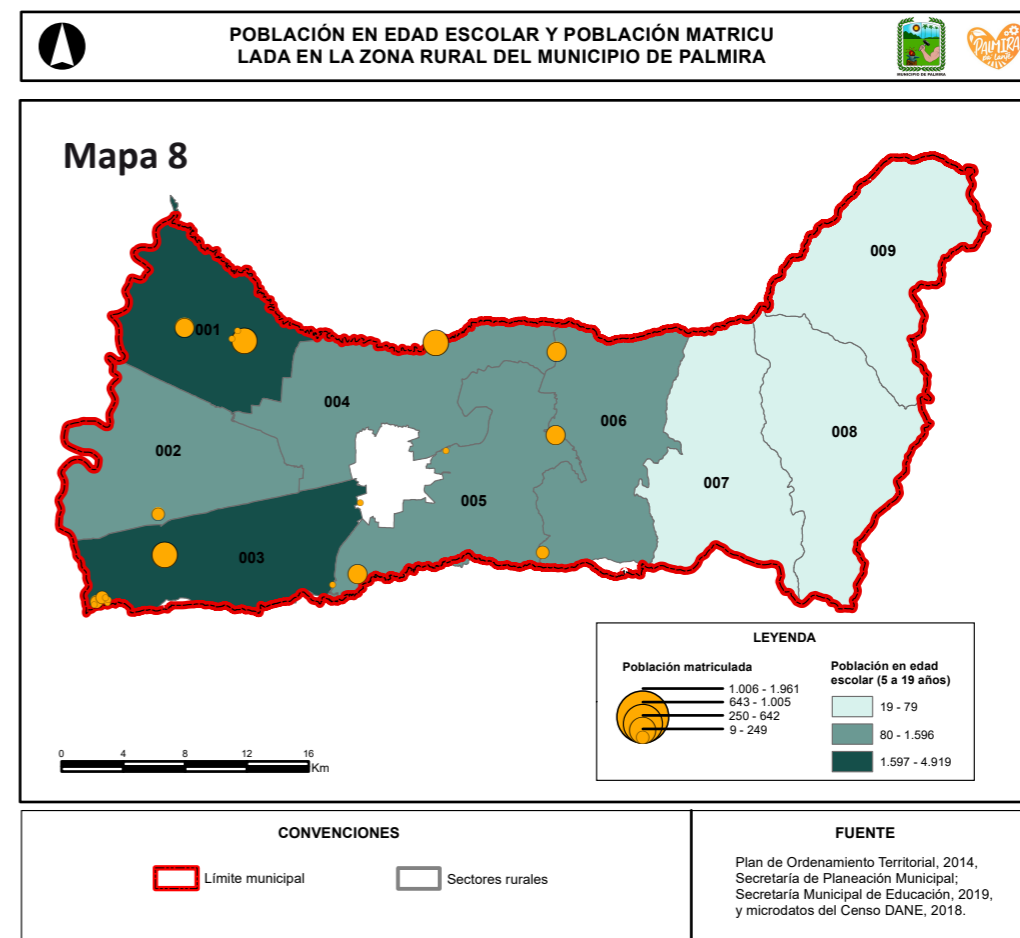 POBLACIÓN EN EDAD ESCOLAR Y POBLACIÓN MATRICU
LADA EN LA ZONA RURAL DEL MUNICIPIO DE PALMIRA
MUNICIPIO DE PALMIRA
PALMIRA
Mapa 8
009
001
004
006
008
002
007
005
003
LEYENDA
Población matriculada
1.006 - 1.961
643 - 1.005
250 - 642
9 - 249
Población en edad
escolar (5 a 19 años)
19 - 79
80 - 1.596
1.597 - 4.919
0 4 8 12 16
Km
CONVENCIONES
Límite municipal
Sectores rurales
FUENTE
Plan de Ordenamiento Territorial, 2014,
Secretaría de Planeación Municipal;
Secretaría Municipal de Educación, 2019,
y microdatos del Censo DANE, 2018.